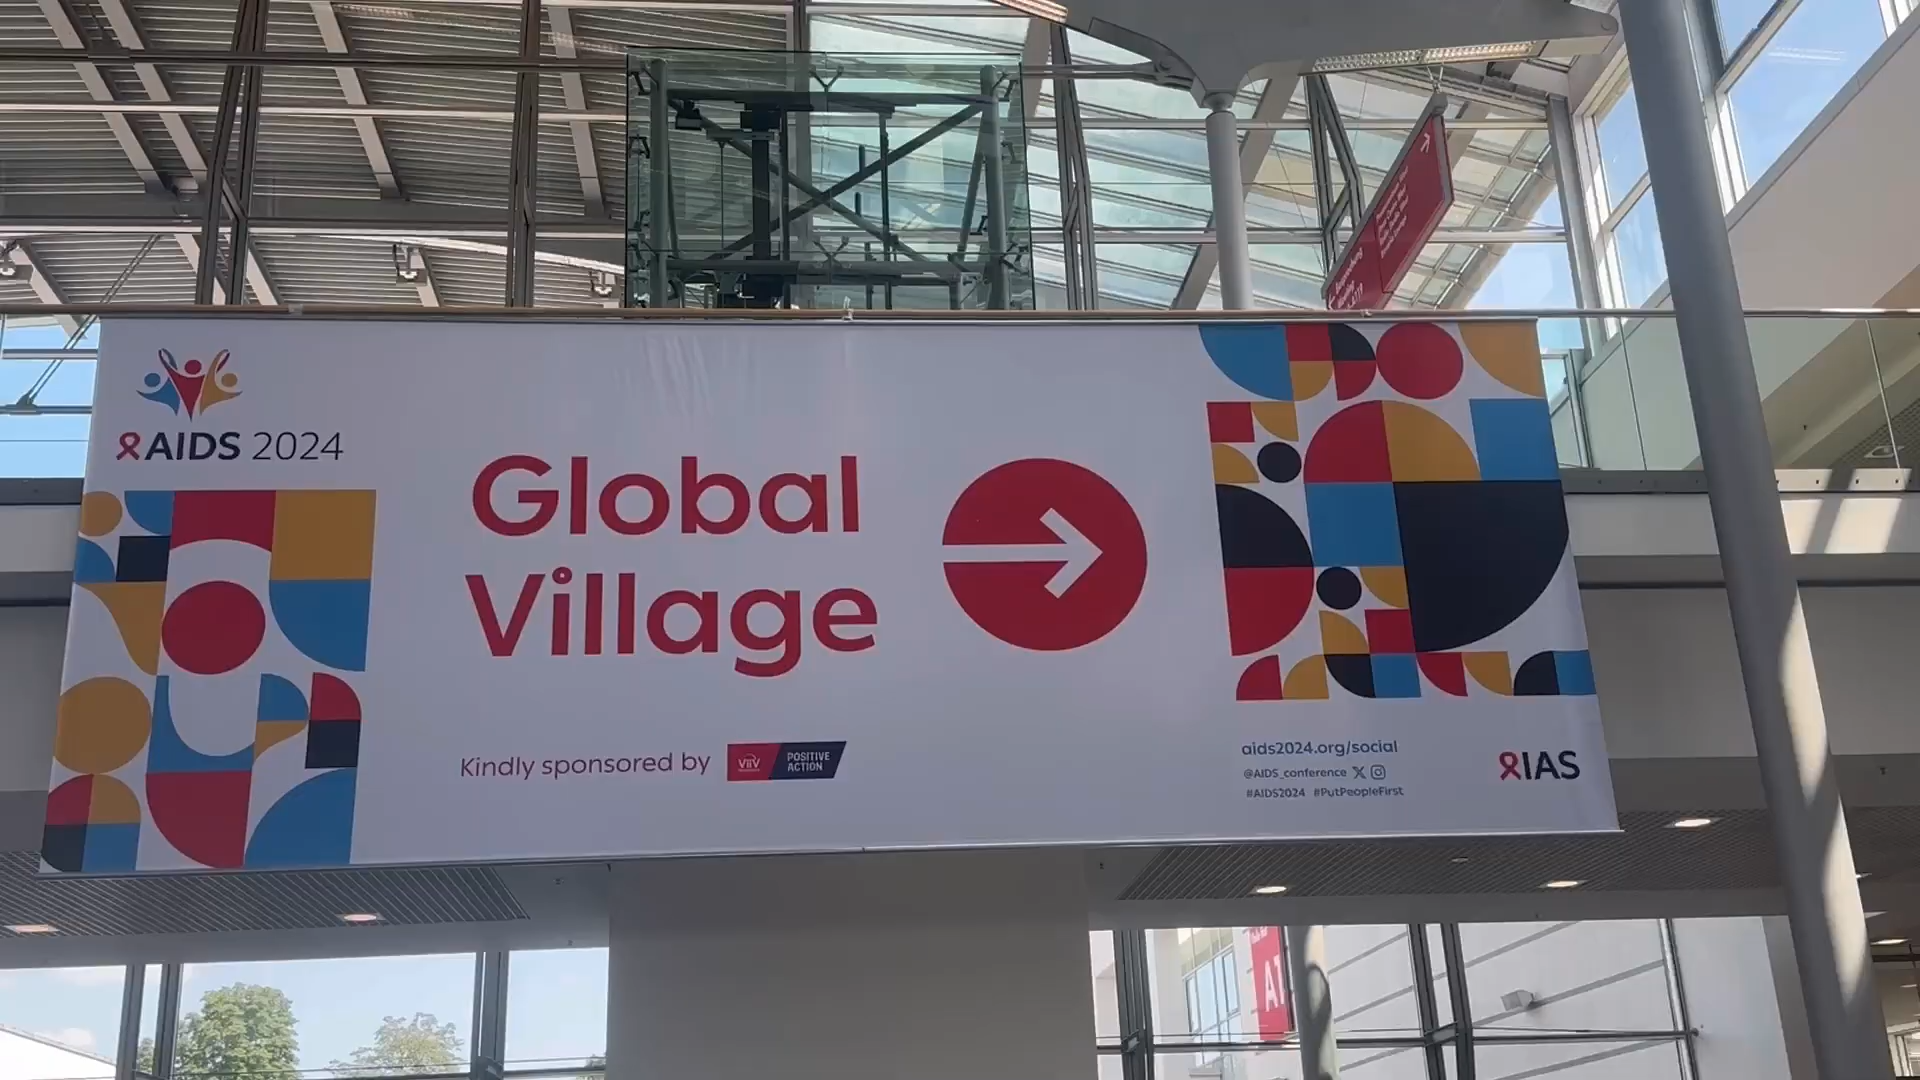 AIDS 2024
Global
Village
Kindly sponsored by
ViiV
POSITIVE
ACTION
aids2024.org/social
@AIDS_conference
#AIDS2024 #PutPeopleFirst
IAS